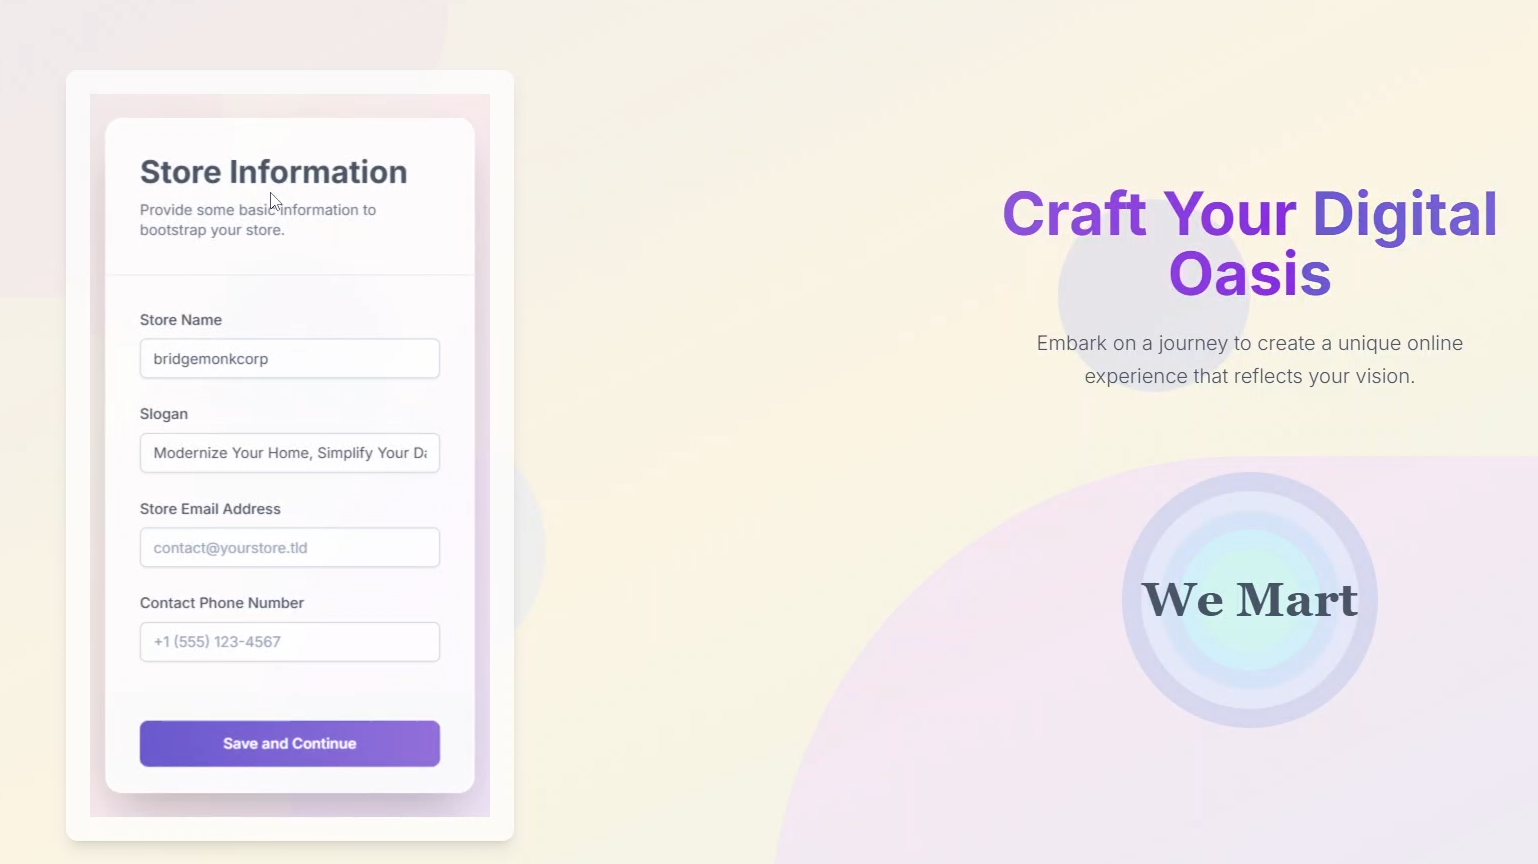 Store Information
Provide some basic information to
bootstrap your store.
Store Name
bridgemonkcorp
Slogan
Modernize Your Home, Simplify Your Da
Store Email Address
contact@yourstore.tld
Contact Phone Number
+1 (555) 123-4567
Save and Continue
Craft Your Digital
Oasis
Embark on a journey to create a unique online
experience that reflects your vision.
We Mart